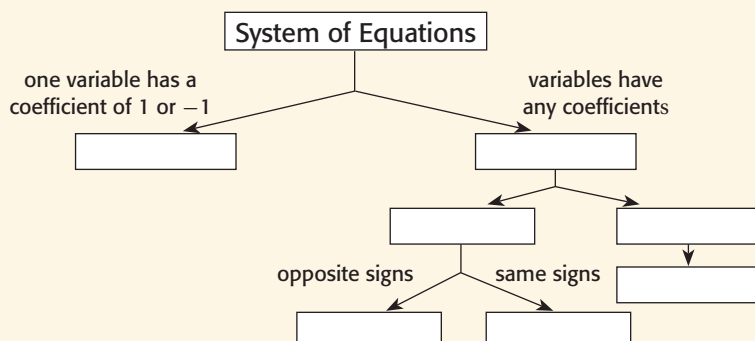 System of Equations
one variable has a
coefficient of 1 or −1
variables have
any coefficients
opposite signs
same signs